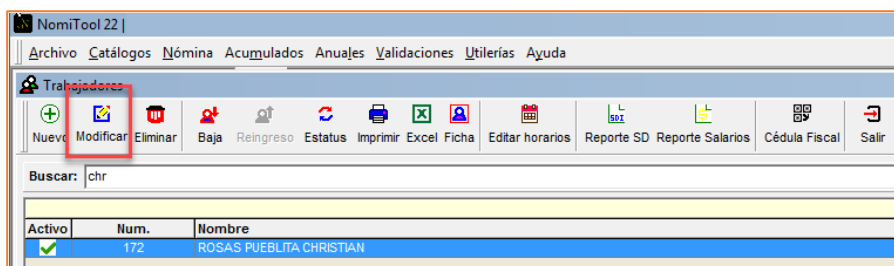 NomiTool 22 |
Archivo Catálogos Nómina Acumulados Anuales Validaciones Utilerías Ayuda
Trabajadores
SDI
Nuevo Modificar Eliminar Baja Reingreso Estatus Imprimir Excel Ficha Editar horarios Reporte SD Reporte Salarios Cédula Fiscal Salir
Buscar: chr
Activo Num. Nombre
172 ROSAS PUEBLITA CHRISTIAN